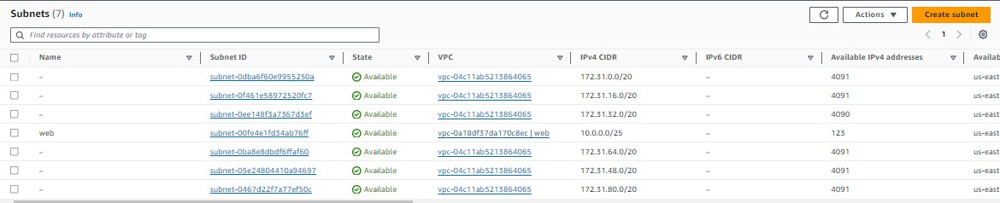 Subnets (7) Info
Actions
Create subnet
Find resources by attribute or tag
1
Name Subnet ID State VPC IPv4 CIDR IPv6 CIDR Available IPv4 addresses Availab
– subnet-0dba6f60e9955250a Available vpc-04c11ab5213864065 172.31.0.0/20 – 4091 us-east
– subnet-0f461e58972520fc7 Available vpc-04c11ab5213864065 172.31.16.0/20 – 4091 us-east
– subnet-0ee148f3a7367d3ef Available vpc-04c11ab5213864065 172.31.32.0/20 – 4090 us-east
web subnet-00fe4e1fd34ab76ff Available vpc-0a18df37da170c8ec | web 10.0.0.0/25 – 123 us-east
– subnet-0ba8e8dbdf6ffaf60 Available vpc-04c11ab5213864065 172.31.64.0/20 – 4091 us-east
– subnet-05e24804410a94697 Available vpc-04c11ab5213864065 172.31.48.0/20 – 4091 us-east
– subnet-0467d22f7a77ef50c Available vpc-04c11ab5213864065 172.31.80.0/20 – 4091 us-east